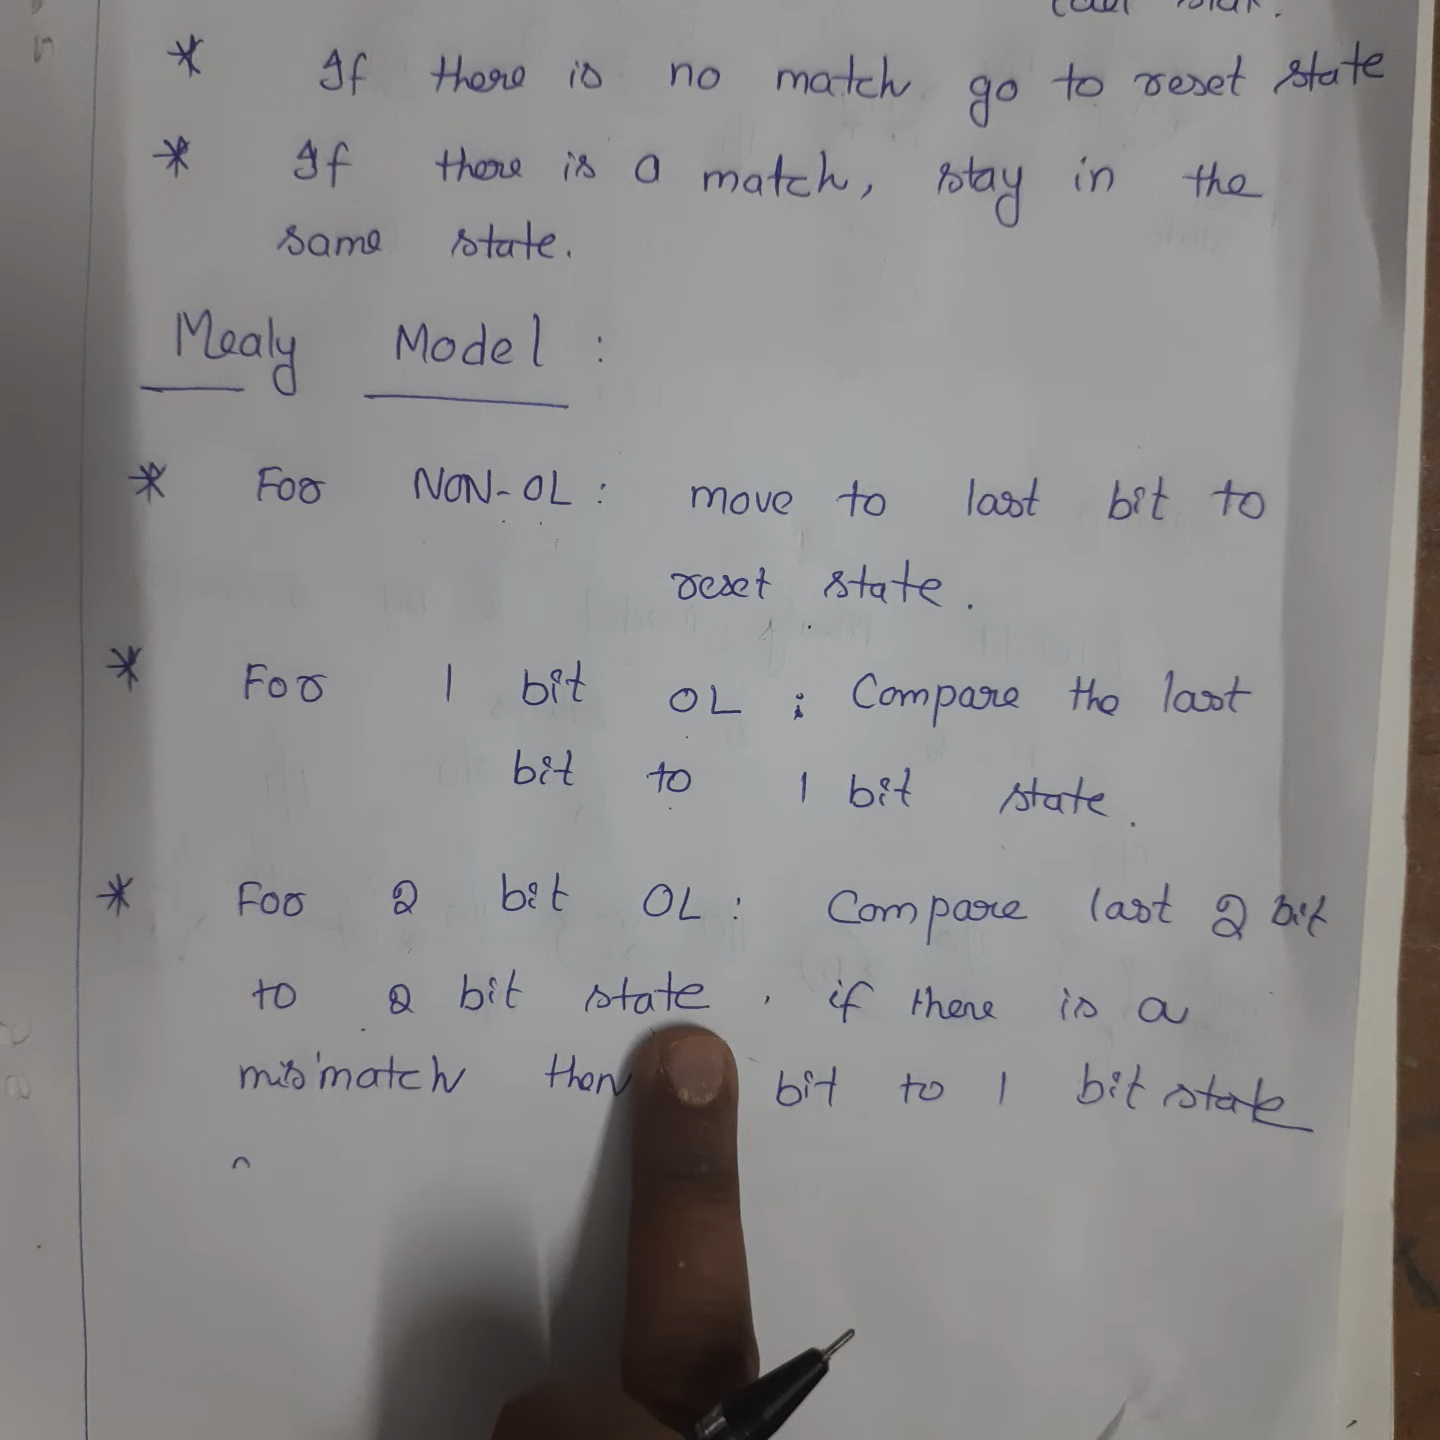 * If there is no match go to reset state
* If there is a match, stay in the
same state.
Mealy Model :
* For NON-OL : move to last bit to
reset state.
* For 1 bit OL ; Compare the last
bit to 1 bit state.
* For 2 bit OL : Compare last 2 bit
to 2 bit state, if there is a
mismatch then bit to 1 bit state